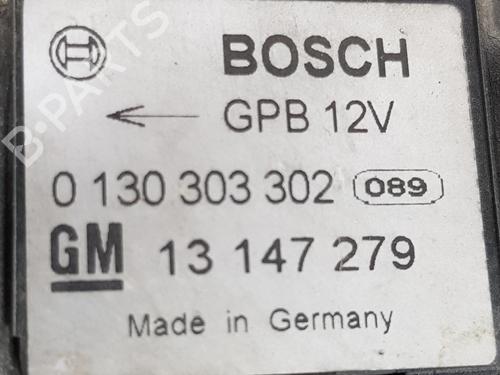 BOSCH
GPB 12V
0 130 303 302 089
GM 13 147 279
Made in Germany
B-PARTS